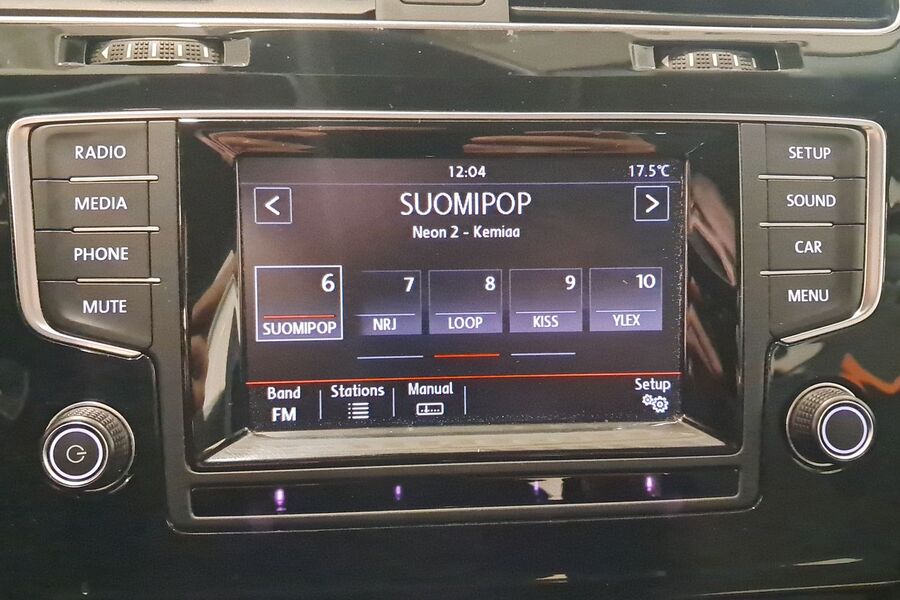 RADIO
MEDIA
PHONE
MUTE
12:04
17.5°C
SUOMIPOP
Neon 2 - Kemiaa
6
SUOMIPOP
7
NRJ
8
LOOP
9
KISS
10
YLEX
Band
FM
Stations
Manual
Setup
SETUP
SOUND
CAR
MENU